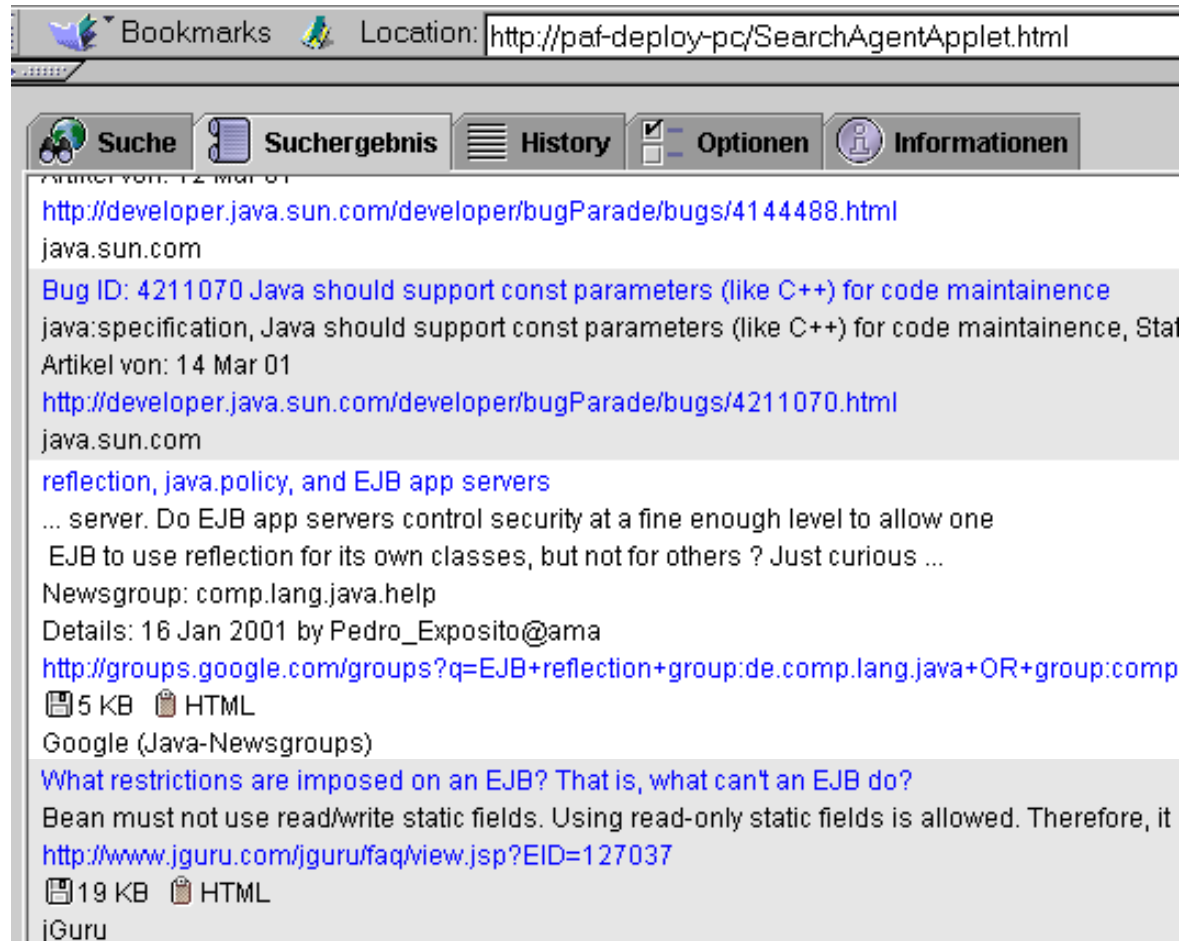 Bookmarks Location: http://paf-deploy-pc/SearchAgentApplet.html
Suche Suchergebnis History Optionen Informationen
Artikel von: 12 Mar 01
http://developer.java.sun.com/developer/bugParade/bugs/4144488.html
java.sun.com
Bug ID: 4211070 Java should support const parameters (like C++) for code maintainence
java:specification, Java should support const parameters (like C++) for code maintainence, Stat
Artikel von: 14 Mar 01
http://developer.java.sun.com/developer/bugParade/bugs/4211070.html
java.sun.com
reflection, java.policy, and EJB app servers
... server. Do EJB app servers control security at a fine enough level to allow one
EJB to use reflection for its own classes, but not for others ? Just curious ...
Newsgroup: comp.lang.java.help
Details: 16 Jan 2001 by Pedro_Exposito@ama
http://groups.google.com/groups?q=EJB+reflection+group:de.comp.lang.java+OR+group:comp
5 KB HTML
Google (Java-Newsgroups)
What restrictions are imposed on an EJB? That is, what can't an EJB do?
Bean must not use read/write static fields. Using read-only static fields is allowed. Therefore, it
http://www.jguru.com/jguru/faq/view.jsp?EID=127037
19 KB HTML
jGuru